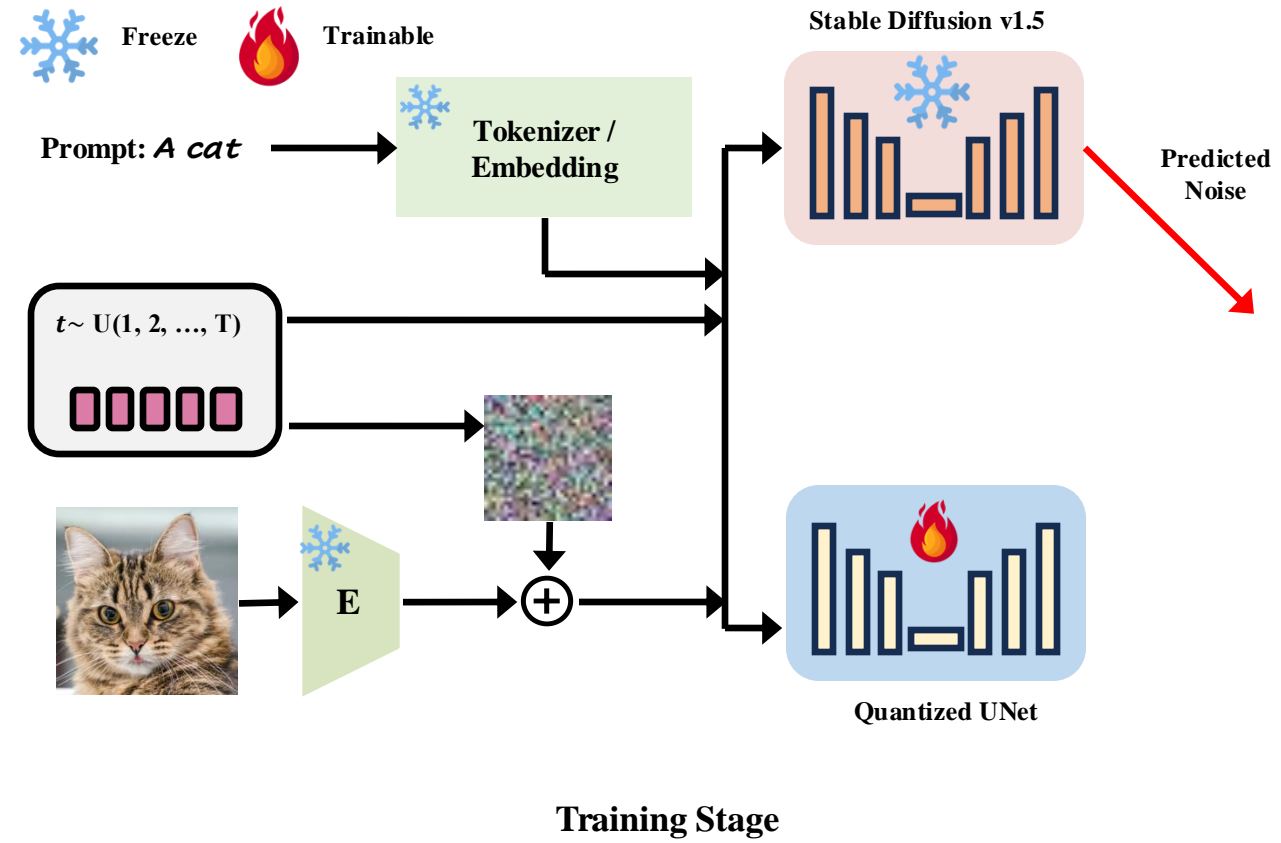 Freeze
Trainable
Stable Diffusion v1.5
Prompt: A cat
Tokenizer /
Embedding
Predicted
Noise
t~ U(1, 2, …, T)
E
Quantized UNet
Training Stage